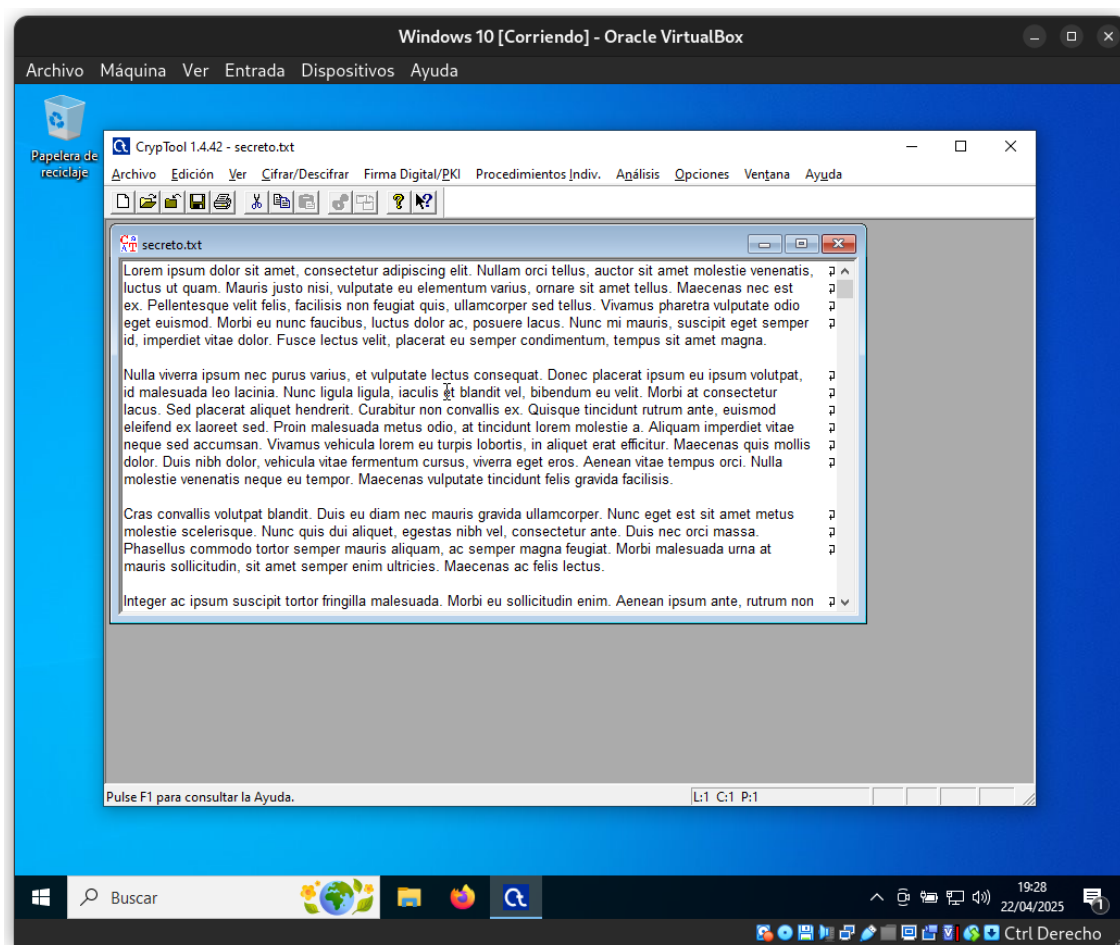 Windows 10 [Corriendo] - Oracle VirtualBox
Archivo Máquina Ver Entrada Dispositivos Ayuda
Papelera de
reciclaje
CrypTool 1.4.42 - secreto.txt
Archivo Edición Ver Cifrar/Descifrar Firma Digital/PKI Procedimientos Indiv. Análisis Opciones Ventana Ayuda
secreto.txt
Lorem ipsum dolor sit amet, consectetur adipiscing elit. Nullam orci tellus, auctor sit amet molestie venenatis,
luctus ut quam. Mauris justo nisi, vulputate eu elementum varius, ornare sit amet tellus. Maecenas nec est
ex. Pellentesque velit felis, facilisis non feugiat quis, ullamcorper sed tellus. Vivamus pharetra vulputate odio
eget euismod. Morbi eu nunc faucibus, luctus dolor ac, posuere lacus. Nunc mi mauris, suscipit eget semper
id, imperdiet vitae dolor. Fusce lectus velit, placerat eu semper condimentum, tempus sit amet magna.
Nulla viverra ipsum nec purus varius, et vulputate lectus consequat. Donec placerat ipsum eu ipsum volutpat,
id malesuada leo lacinia. Nunc ligula ligula, iaculis et blandit vel, bibendum eu velit. Morbi at consectetur
lacus. Sed placerat aliquet hendrerit. Curabitur non convallis ex. Quisque tincidunt rutrum ante, euismod
eleifend ex laoreet sed. Proin malesuada metus odio, at tincidunt lorem molestie a. Aliquam imperdiet vitae
neque sed accumsan. Vivamus vehicula lorem eu turpis lobortis, in aliquet erat efficitur. Maecenas quis mollis
dolor. Duis nibh dolor, vehicula vitae fermentum cursus, viverra eget eros. Aenean vitae tempus orci. Nulla
molestie venenatis neque eu tempor. Maecenas vulputate tincidunt felis gravida facilisis.
Cras convallis volutpat blandit. Duis eu diam nec mauris gravida ullamcorper. Nunc eget est sit amet metus
molestie scelerisque. Nunc quis dui aliquet, egestas nibh vel, consectetur ante. Duis nec orci massa.
Phasellus commodo tortor semper mauris aliquam, ac semper magna feugiat. Morbi malesuada urna at
mauris sollicitudin, sit amet semper enim ultricies. Maecenas ac felis lectus.
Integer ac ipsum suscipit tortor fringilla malesuada. Morbi eu sollicitudin enim. Aenean ipsum ante, rutrum non
Pulse F1 para consultar la Ayuda.
L:1 C:1 P:1
Buscar
19:28
22/04/2025
1
Ctrl Derecho